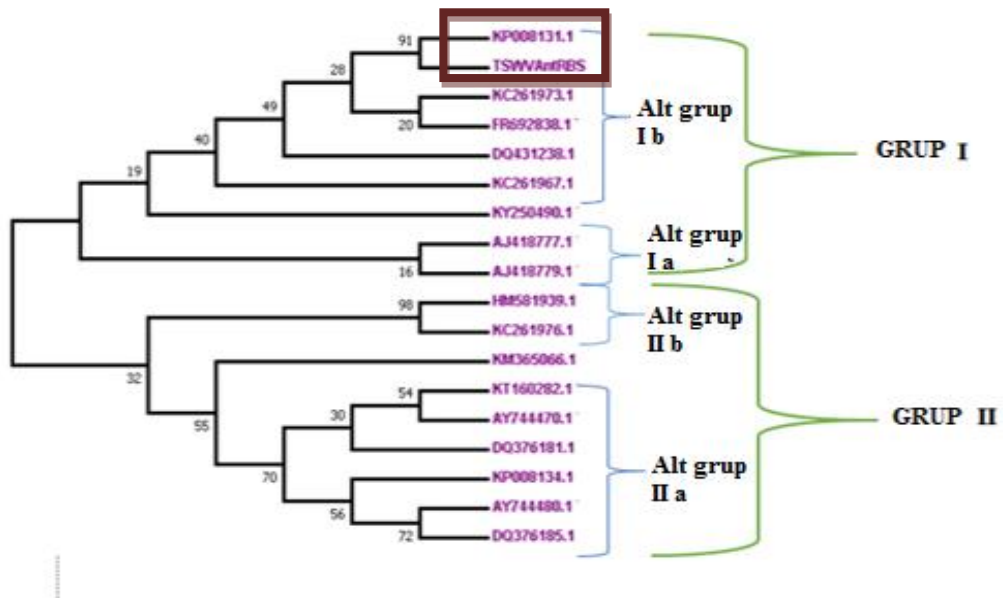 KP008131.1
TSWVAntRBS
KC261973.1
FR692838.1
DQ431238.1
KC261967.1
KY250490.1
AJ418777.1
AJ418779.1
HM581939.1
KC261976.1
KM365066.1
KT160282.1
AY744470.1
DQ376181.1
KP008134.1
AY744480.1
DQ376185.1
91
28
49
20
40
19
16
98
32
54
30
55
70
56
72
Alt grup
I b
Alt grup
I a
Alt grup
II b
Alt grup
II a
GRUP I
GRUP II